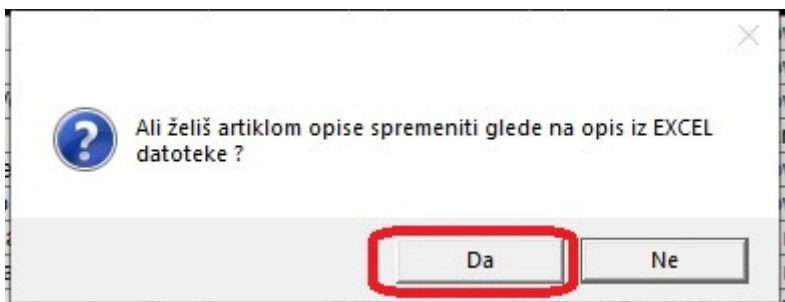 Ali želiš artiklom opise spremeniti glede na opis iz EXCEL
datoteke ?
Da
Ne